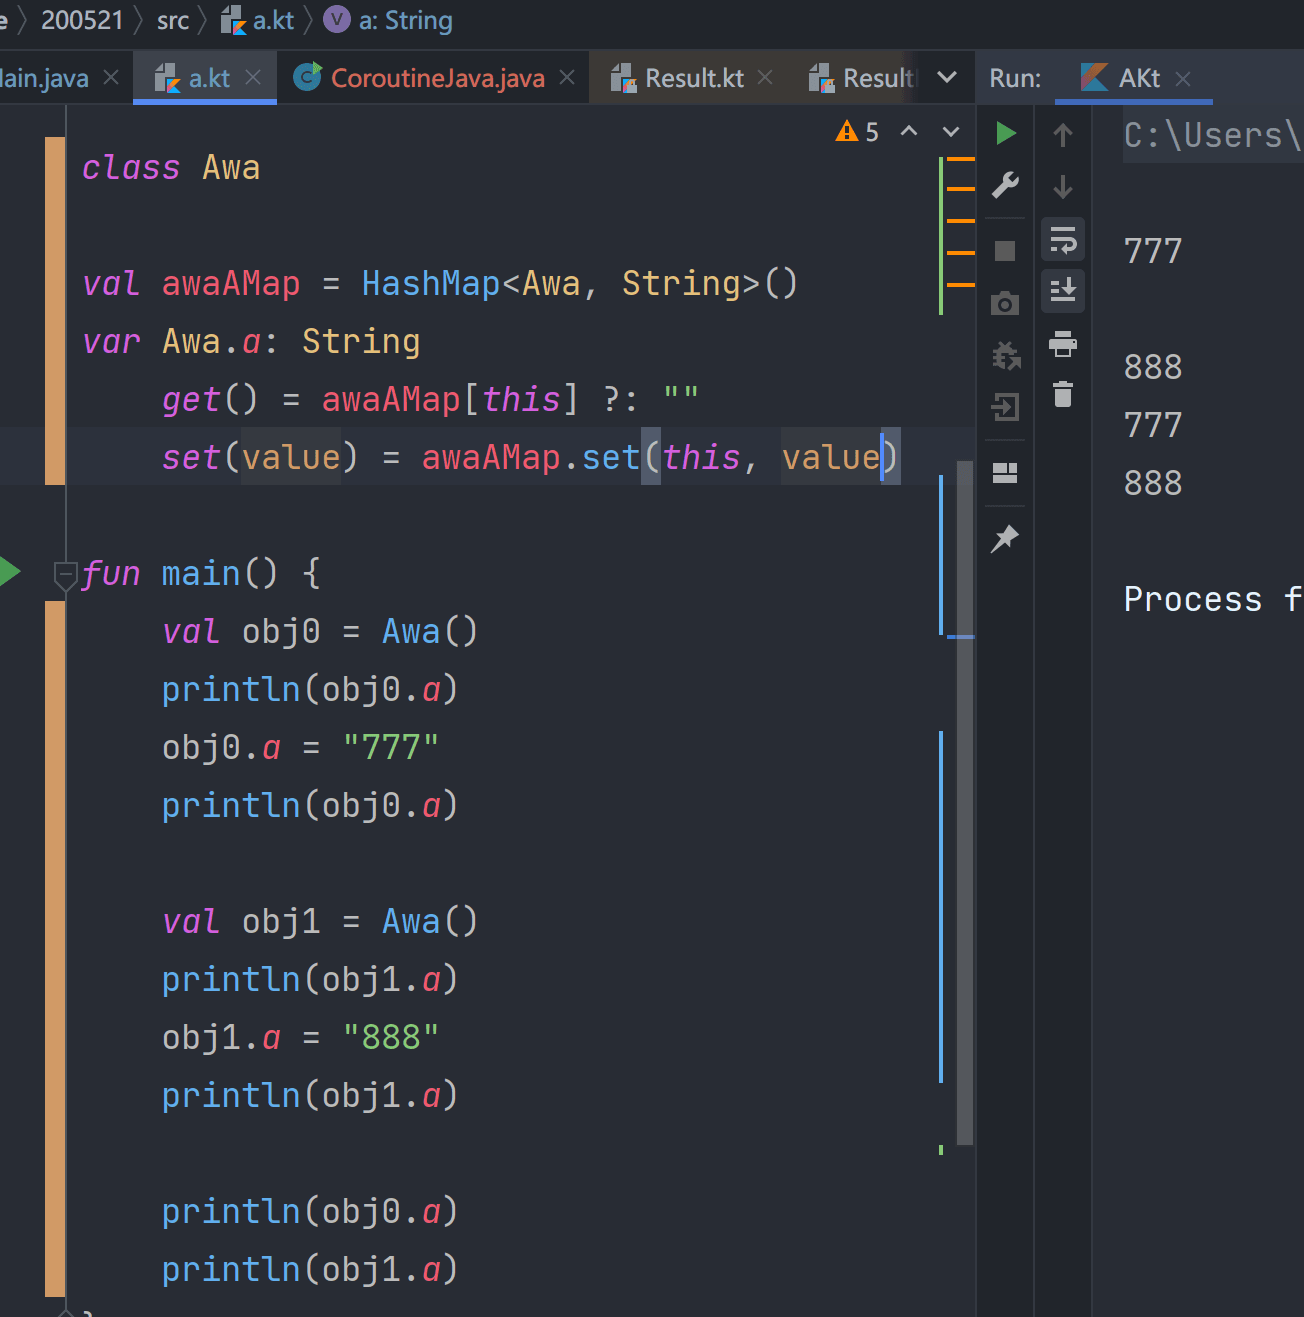 200521 src a.kt V a: String
a.kt CoroutineJava.java Result.kt Run: AKt
5
C:\Users\
class Awa
777
val awaAMap = HashMap<Awa, String>()
var Awa.a: String
888
get() = awaAMap[this] ?: ""
777
set(value) = awaAMap.set(this, value)
888
fun main() {
Process
val obj0 = Awa()
println(obj0.a)
obj0.a = "777"
println(obj0.a)
val obj1 = Awa()
println(obj1.a)
obj1.a = "888"
println(obj1.a)
println(obj0.a)
println(obj1.a)